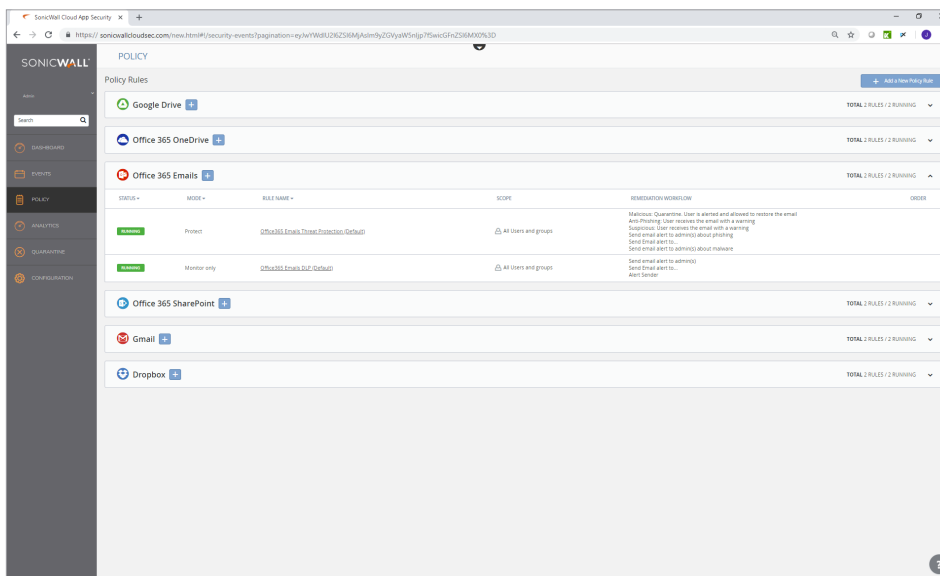 SonicWall Cloud App Security
https://sonicwallcloudsec.com/new.html#!/security-events?pagination=eyJwYWdlU2l6ZSI6MjAsIm9yZGVyaW5nIjp7fSwicGFnZSI6MX0%3D
SONICWALL
POLICY
Policy Rules
+ Add a New Policy Rule
Admin
Search
DASHBOARD
EVENTS
POLICY
ANALYTICS
QUARANTINE
CONFIGURATION
Google Drive +
TOTAL 2 RULES / 2 RUNNING
Office 365 OneDrive +
TOTAL 2 RULES / 2 RUNNING
Office 365 Emails +
TOTAL 2 RULES / 2 RUNNING
STATUS MODE RULE NAME SCOPE REMEDIATION WORKFLOW ORDER
RUNNING Protect Office365 Emails Threat Protection (Default) All Users and groups
Malicious: Quarantine. User is alerted and allowed to restore the email
Anti-Phishing: User receives the email with a warning
Suspicious: User receives the email with a warning
Send email alert to admin(s) about phishing
Send Email alert to...
Send email alert to admin(s) about malware
RUNNING Monitor only Office365 Emails DLP (Default) All Users and groups
Send email alert to admin(s)
Send Email alert to...
Alert Sender
Office 365 SharePoint +
TOTAL 2 RULES / 2 RUNNING
Gmail +
TOTAL 2 RULES / 2 RUNNING
Dropbox +
TOTAL 2 RULES / 2 RUNNING